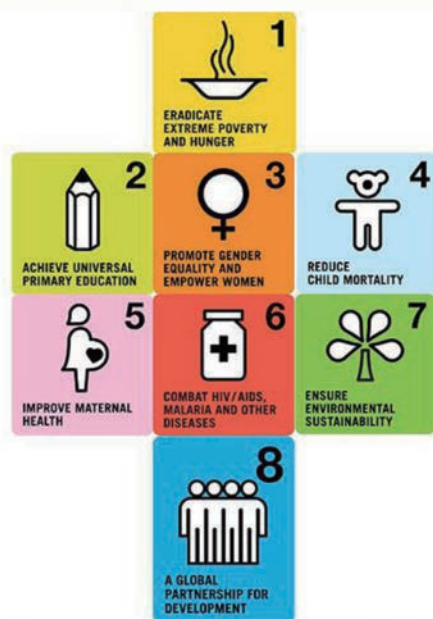 1
ERADICATE
EXTREME POVERTY
AND HUNGER
2
ACHIEVE UNIVERSAL
PRIMARY EDUCATION
3
PROMOTE GENDER
EQUALITY AND
EMPOWER WOMEN
4
REDUCE
CHILD MORTALITY
5
IMPROVE MATERNAL
HEALTH
6
COMBAT HIV/AIDS,
MALARIA AND OTHER
DISEASES
7
ENSURE
ENVIRONMENTAL
SUSTAINABILITY
8
A GLOBAL
PARTNERSHIP FOR
DEVELOPMENT